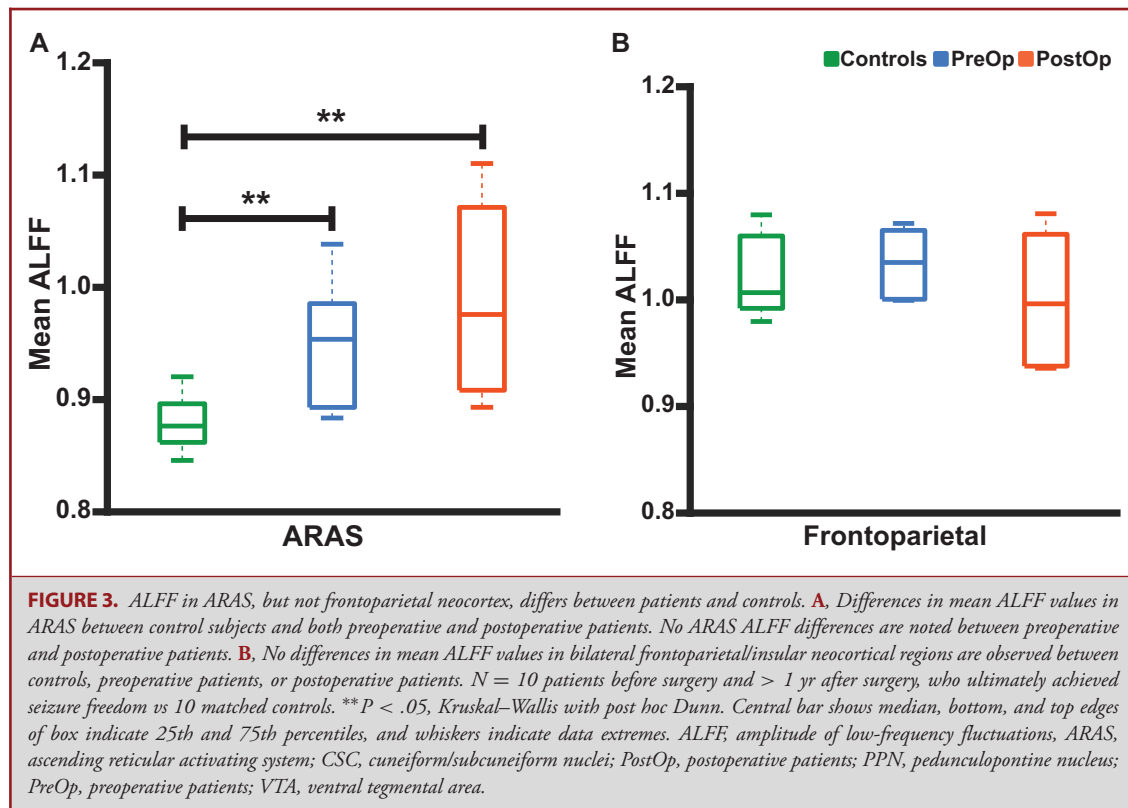 A
1.2
1.1
1.0
0.9
0.8
Mean ALFF
**
**
ARAS
B
Controls PreOp PostOp
1.2
1.1
1.0
0.9
0.8
Mean ALFF
Frontoparietal
FIGURE 3. ALFF in ARAS, but not frontoparietal neocortex, differs between patients and controls. A, Differences in mean ALFF values in
ARAS between control subjects and both preoperative and postoperative patients. No ARAS ALFF differences are noted between preoperative
and postoperative patients. B, No differences in mean ALFF values in bilateral frontoparietal/insular neocortical regions are observed between
controls, preoperative patients, or postoperative patients. N = 10 patients before surgery and > 1 yr after surgery, who ultimately achieved
seizure freedom vs 10 matched controls. **P < .05, Kruskal–Wallis with post hoc Dunn. Central bar shows median, bottom, and top edges
of box indicate 25th and 75th percentiles, and whiskers indicate data extremes. ALFF, amplitude of low-frequency fluctuations, ARAS,
ascending reticular activating system; CSC, cuneiform/subcuneiform nuclei; PostOp, postoperative patients; PPN, pedunculopontine nucleus;
PreOp, preoperative patients; VTA, ventral tegmental area.